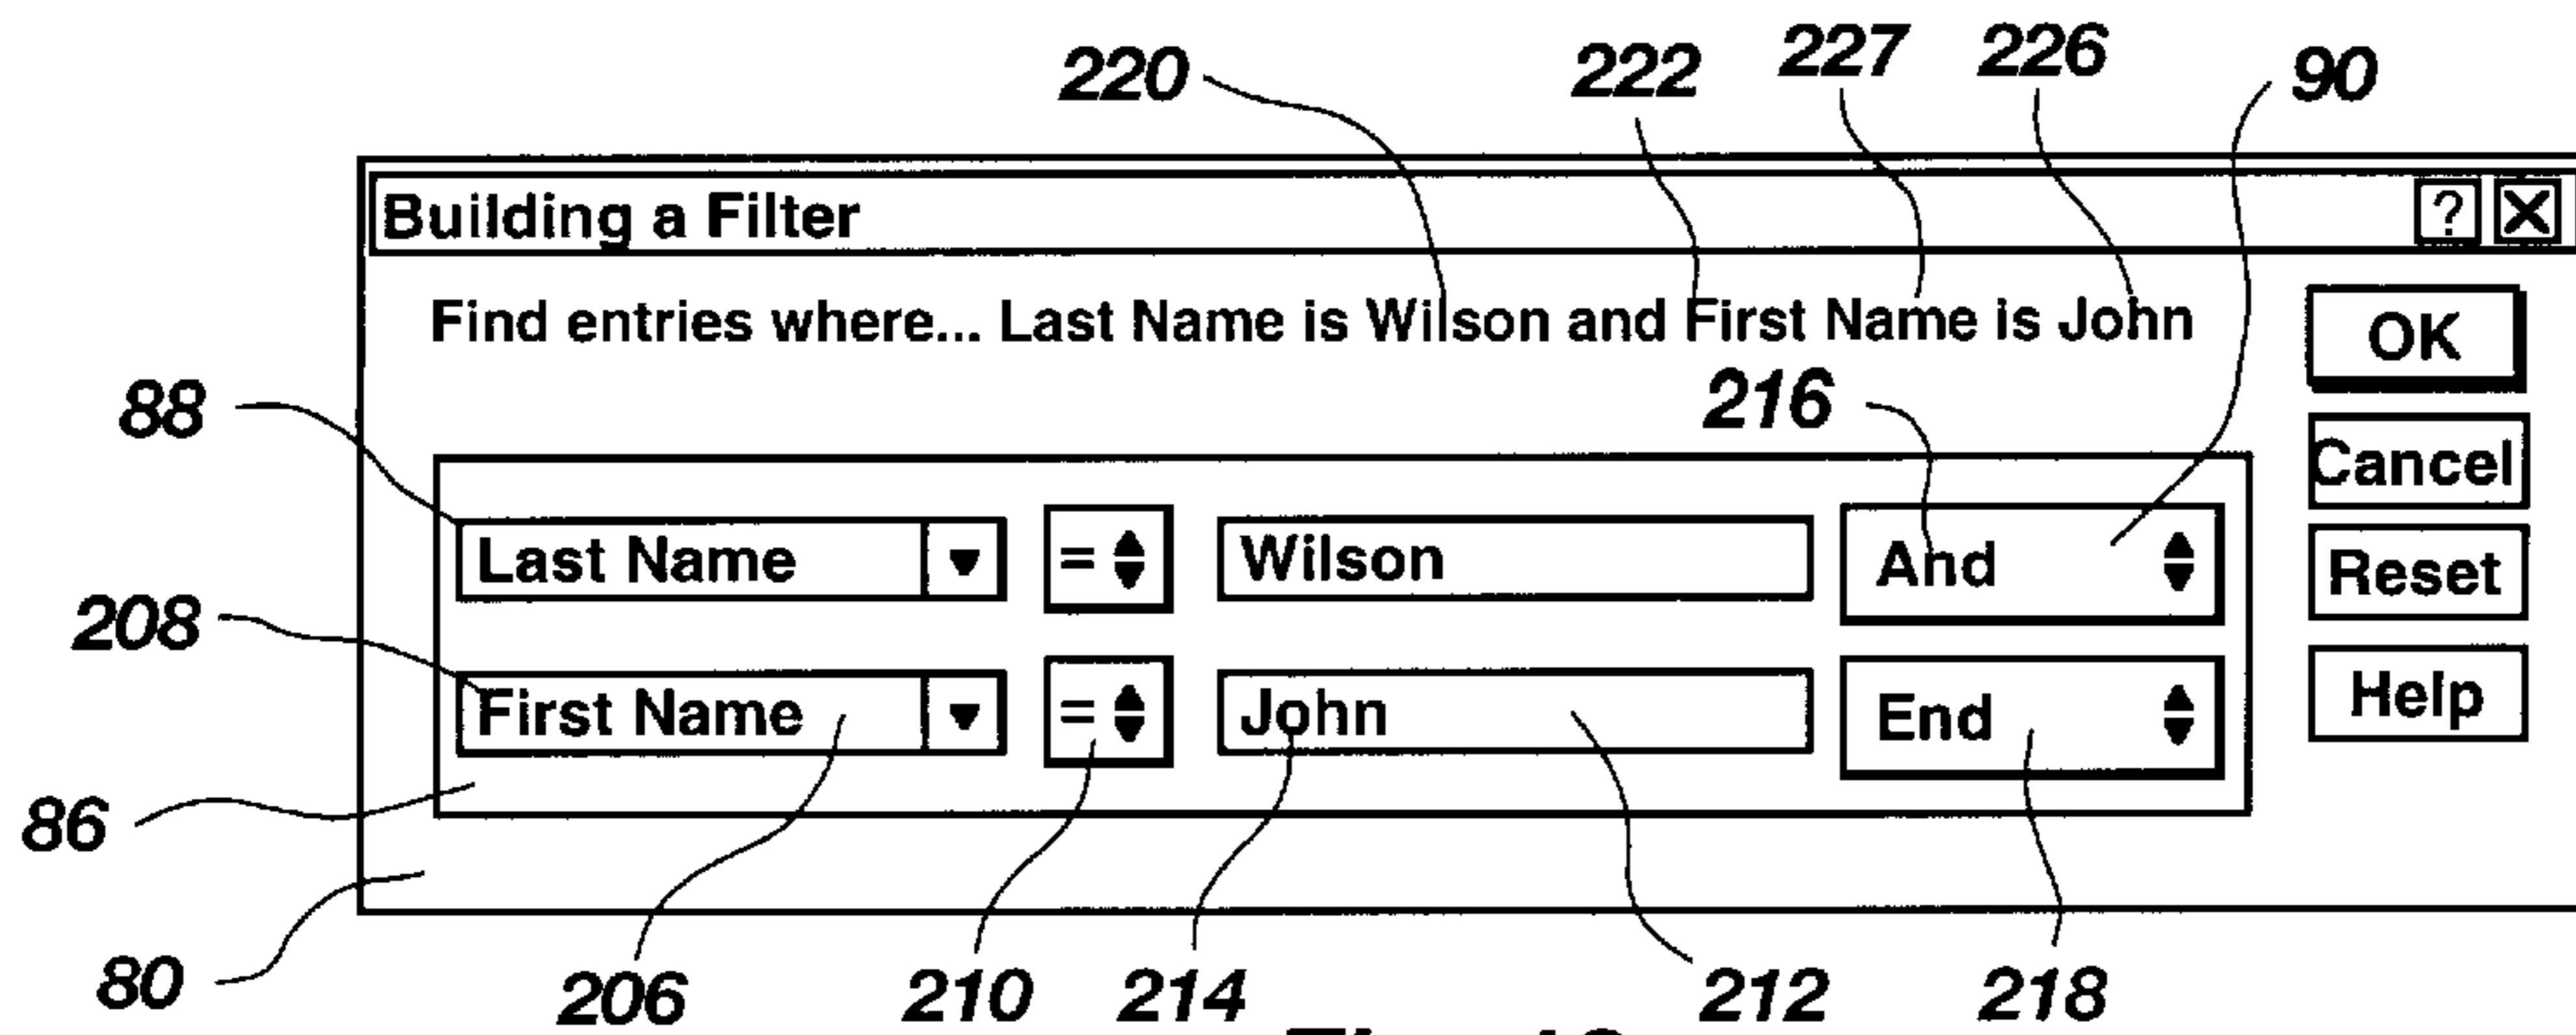 220 222 227 226 90
Building a Filter ? X
Find entries where... Last Name is Wilson and First Name is John
OK
88
216
Cancel
Last Name = Wilson And
Reset
208
First Name = John End
Help
86
80
206 210 214 212 218